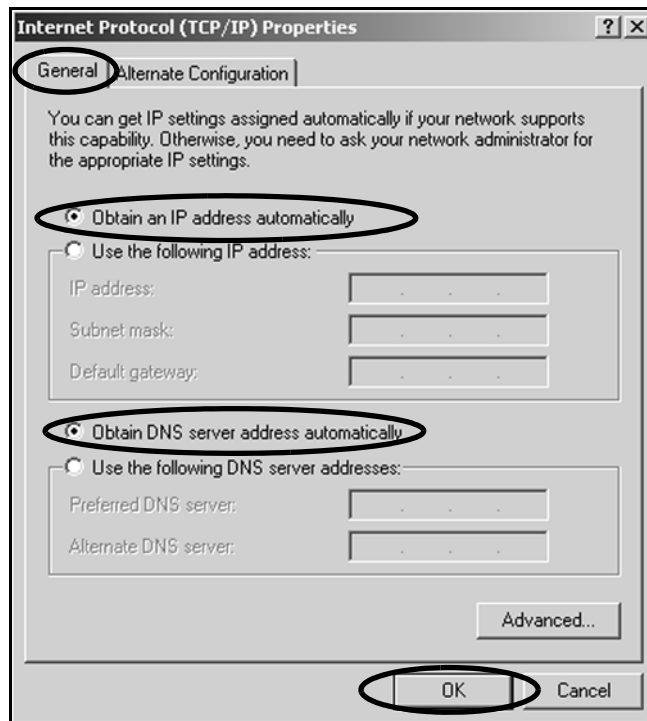 Internet Protocol (TCP/IP) Properties
General
Alternate Configuration
You can get IP settings assigned automatically if your network supports
this capability. Otherwise, you need to ask your network administrator for
the appropriate IP settings.
Obtain an IP address automatically
Use the following IP address:
IP address:
Subnet mask:
Default gateway:
Obtain DNS server address automatically
Use the following DNS server addresses:
Preferred DNS server:
Alternate DNS server:
Advanced...
OK
Cancel